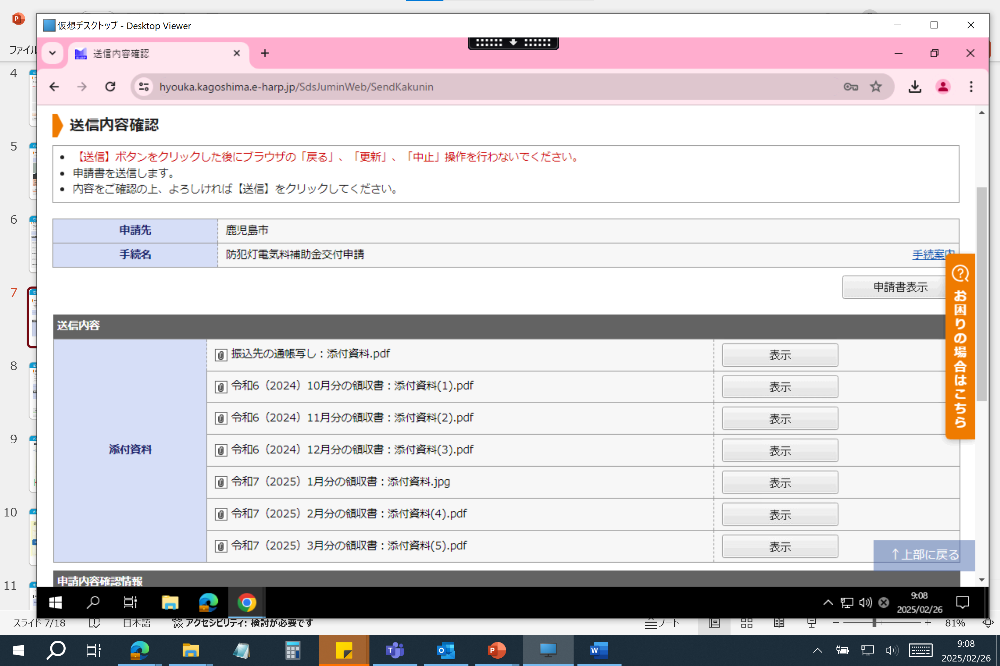 仮想デスクトップ - Desktop Viewer
ファイル
送信内容確認
hyouka.kagoshima.e-harp.jp/SdsJuminWeb/SendKakunin
4
5
6
7
8
9
10
11
送信内容確認
【送信】ボタンをクリックした後にブラウザの「戻る」、「更新」、「中止」操作を行わないでください。
申請書を送信します。
内容をご確認の上、よろしければ【送信】をクリックしてください。
申請先 鹿児島市
手続名 防犯灯電気料補助金交付申請 手続案内
申請書表示
お困りの場合はこちら
送信内容
添付資料
振込先の通帳写し：添付資料.pdf 表示
令和6（2024）10月分の領収書：添付資料(1).pdf 表示
令和6（2024）11月分の領収書：添付資料(2).pdf 表示
令和6（2024）12月分の領収書：添付資料(3).pdf 表示
令和7（2025）1月分の領収書：添付資料.jpg 表示
令和7（2025）2月分の領収書：添付資料(4).pdf 表示
令和7（2025）3月分の領収書：添付資料(5).pdf 表示
↑上部に戻る
申請内容確認情報
9:08
2025/02/26
スライド 7/18 日本語 アクセシビリティ: 検討が必要です ノート 81%
9:08
2025/02/26